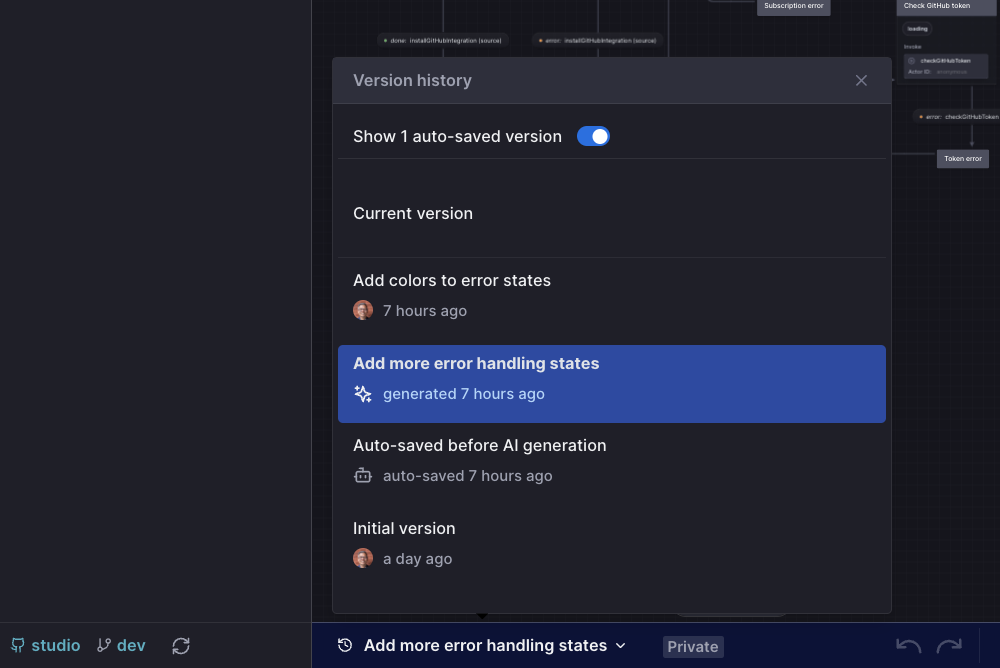 Subscription error
Check GitHub token
loading
done: installGitHubIntegration (source)
error: installGitHubIntegration (source)
Invoke
checkGitHubToken
Actor ID: anonymous
error: checkGitHubToken
Token error
Version history
Show 1 auto-saved version
Current version
Add colors to error states
7 hours ago
Add more error handling states
generated 7 hours ago
Auto-saved before AI generation
auto-saved 7 hours ago
Initial version
a day ago
studio
dev
Add more error handling states
Private